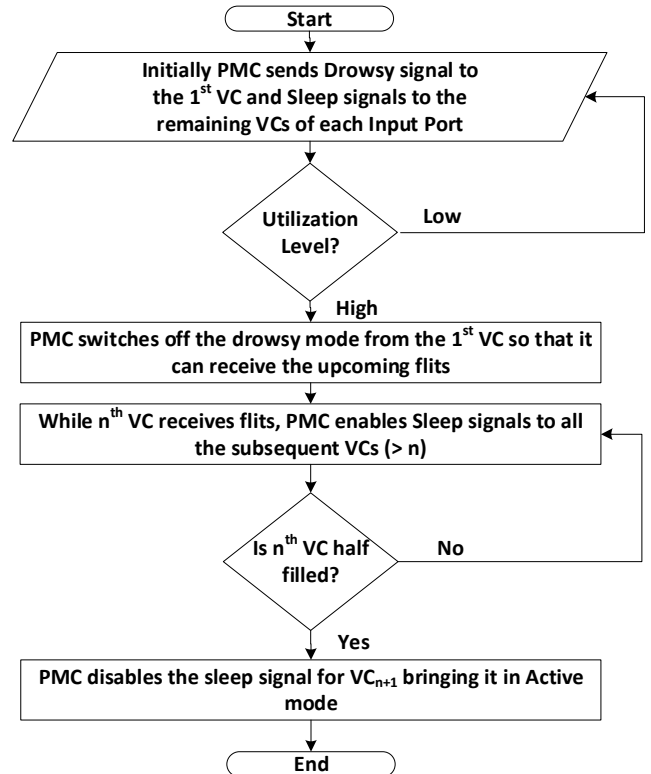 Start
Initially PMC sends Drowsy signal to
the 1st VC and Sleep signals to the
remaining VCs of each Input Port
Utilization
Level?
Low
High
PMC switches off the drowsy mode from the 1st VC so that it
can receive the upcoming flits
While nth VC receives flits, PMC enables Sleep signals to all
the subsequent VCs (> n)
Is nth VC half
filled?
No
Yes
PMC disables the sleep signal for VCn+1 bringing it in Active
mode
End